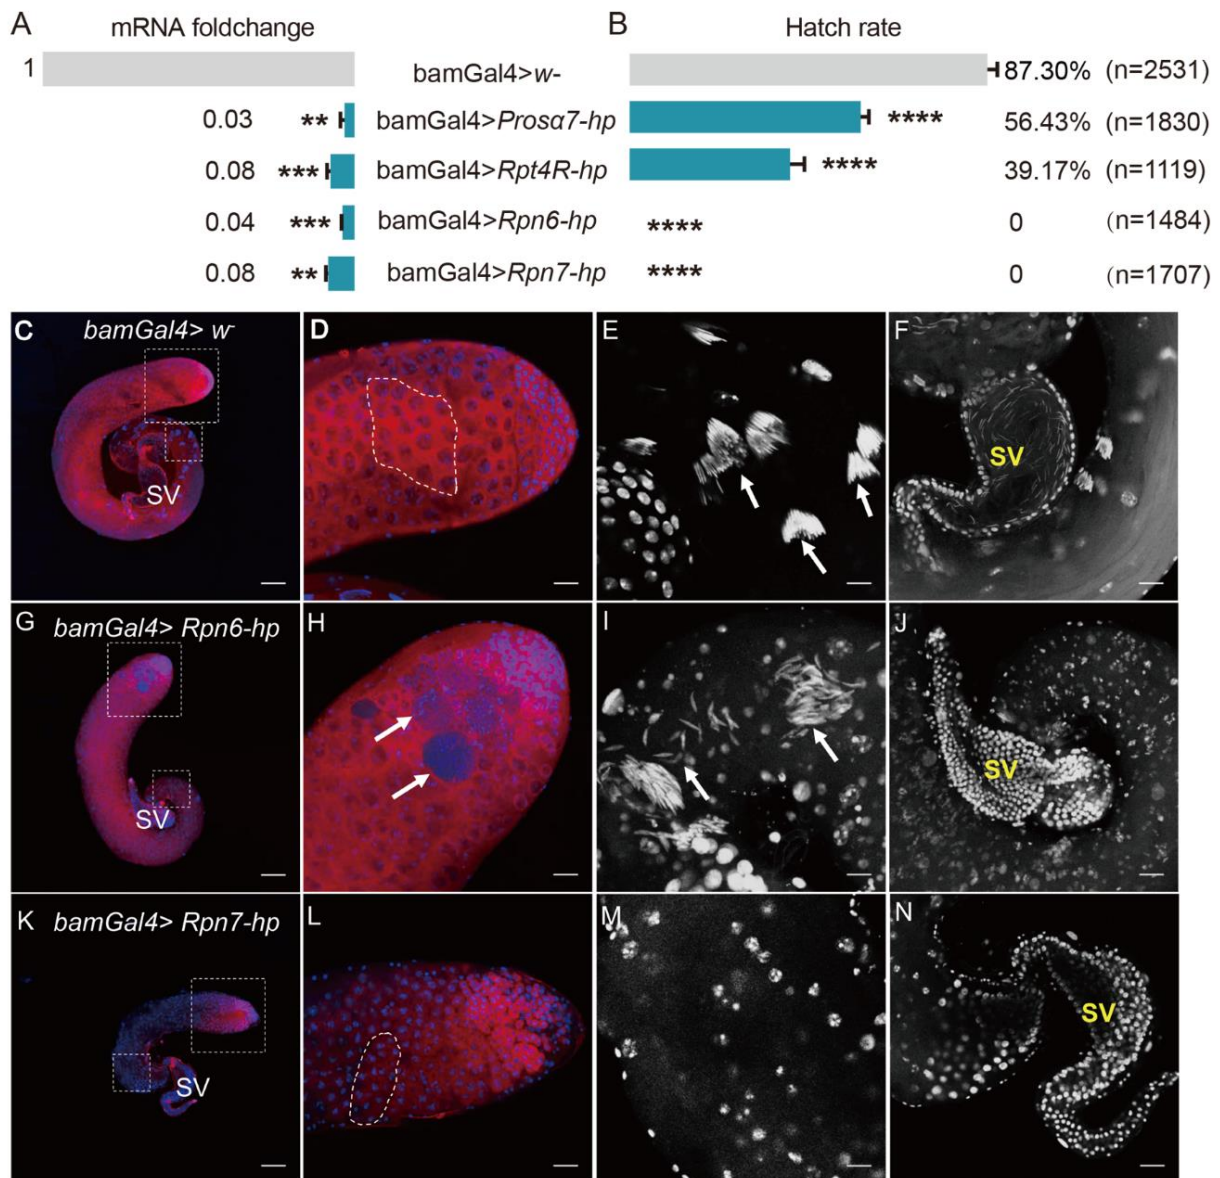 A mRNA foldchange B Hatch rate
1 bamGal4>w- 87.30% (n=2531)
0.03 ** bamGal4>Prosα7-hp **** 56.43% (n=1830)
0.08 *** bamGal4>Rpt4R-hp **** 39.17% (n=1119)
0.04 *** bamGal4>Rpn6-hp **** 0 (n=1484)
0.08 ** bamGal4>Rpn7-hp **** 0 (n=1707)
C bamGal4> w- D E F
SV SV
G bamGal4> Rpn6-hp H I J
SV SV
K bamGal4> Rpn7-hp L M N
SV SV